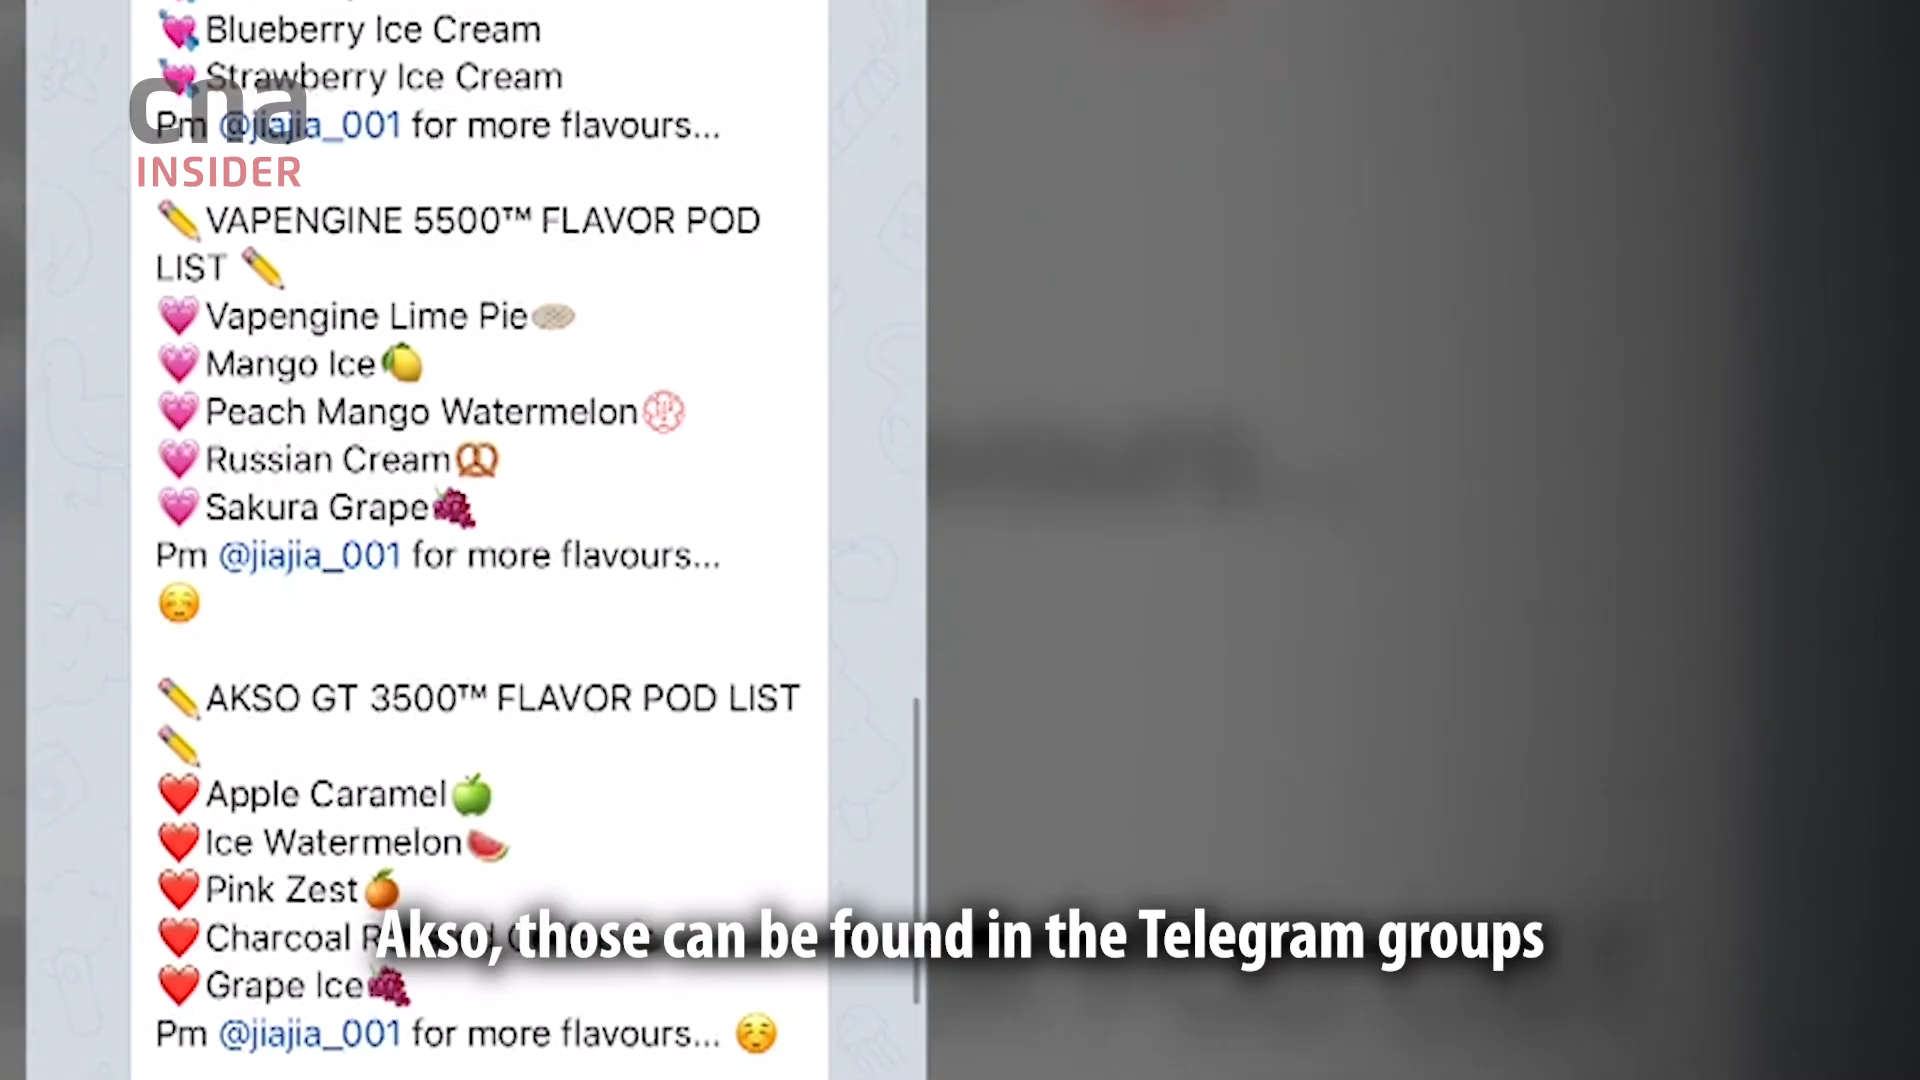 Blueberry Ice Cream
Strawberry Ice Cream
Pm @jiajia_001 for more flavours...
cna
INSIDER
VAPENGINE 5500™ FLAVOR POD
LIST
Vapengine Lime Pie
Mango Ice
Peach Mango Watermelon
Russian Cream
Sakura Grape
Pm @jiajia_001 for more flavours...
AKSO GT 3500™ FLAVOR POD LIST
Apple Caramel
Ice Watermelon
Pink Zest
Charcoal
Akso, those can be found in the Telegram groups
Grape Ice
Pm @jiajia_001 for more flavours...